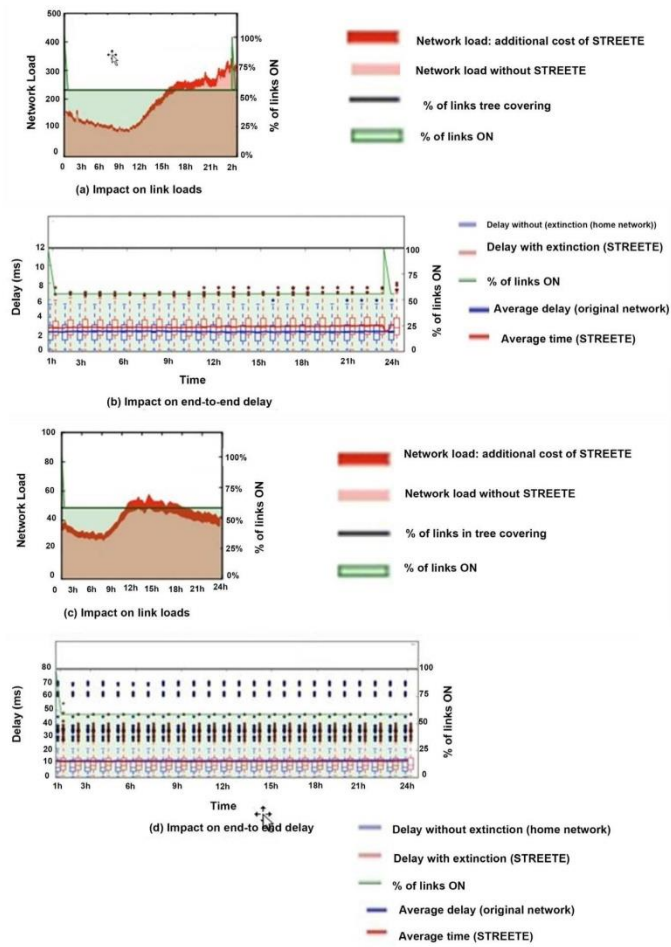 500
400
300
200
100
0
Network Load
100%
75%
50%
25%
0%
% of links ON
0 3h 6h 9h 12h 15h 18h 21h 2h
(a) Impact on link loads
Network load: additional cost of STREETE
Network load without STREETE
% of links tree covering
% of links ON
12
10
8
6
4
2
0
Delay (ms)
100
75
50
25
0
% of links ON
1h 3h 6h 9h 12h 15h 18h 21h 24h
Time
(b) Impact on end-to-end delay
Delay without (extinction (home network))
Delay with extinction (STREETE)
% of links ON
Average delay (original network)
Average time (STREETE)
100
80
60
40
20
0
Network Load
100%
75%
50%
25%
0%
% of links ON
0 3h 6h 9h 12h 15h 18h 21h 24h
(c) Impact on link loads
Network load: additional cost of STREETE
Network load without STREETE
% of links in tree covering
% of links ON
80
70
60
50
40
30
20
10
0
Delay (ms)
100
75
50
25
0
% of links ON
1h 3h 6h 9h 12h 15h 18h 21h 24h
Time
(d) Impact on end-to end delay
Delay without extinction (home network)
Delay with extinction (STREETE)
% of links ON
Average delay (original network)
Average time (STREETE)